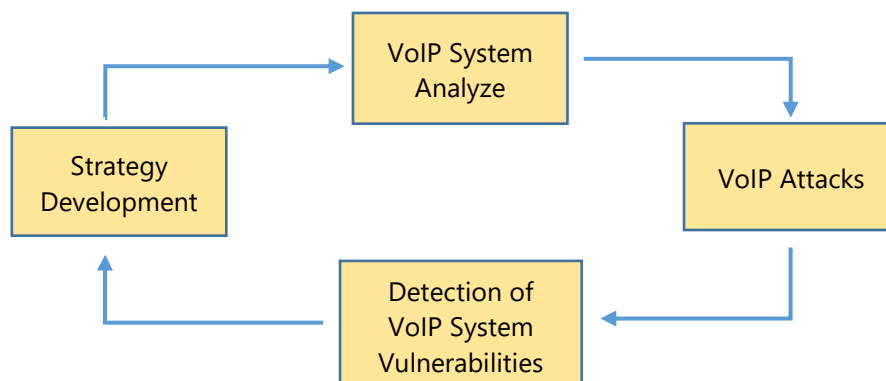 VoIP System
Analyze
Strategy
Development
VoIP Attacks
Detection of
VoIP System
Vulnerabilities